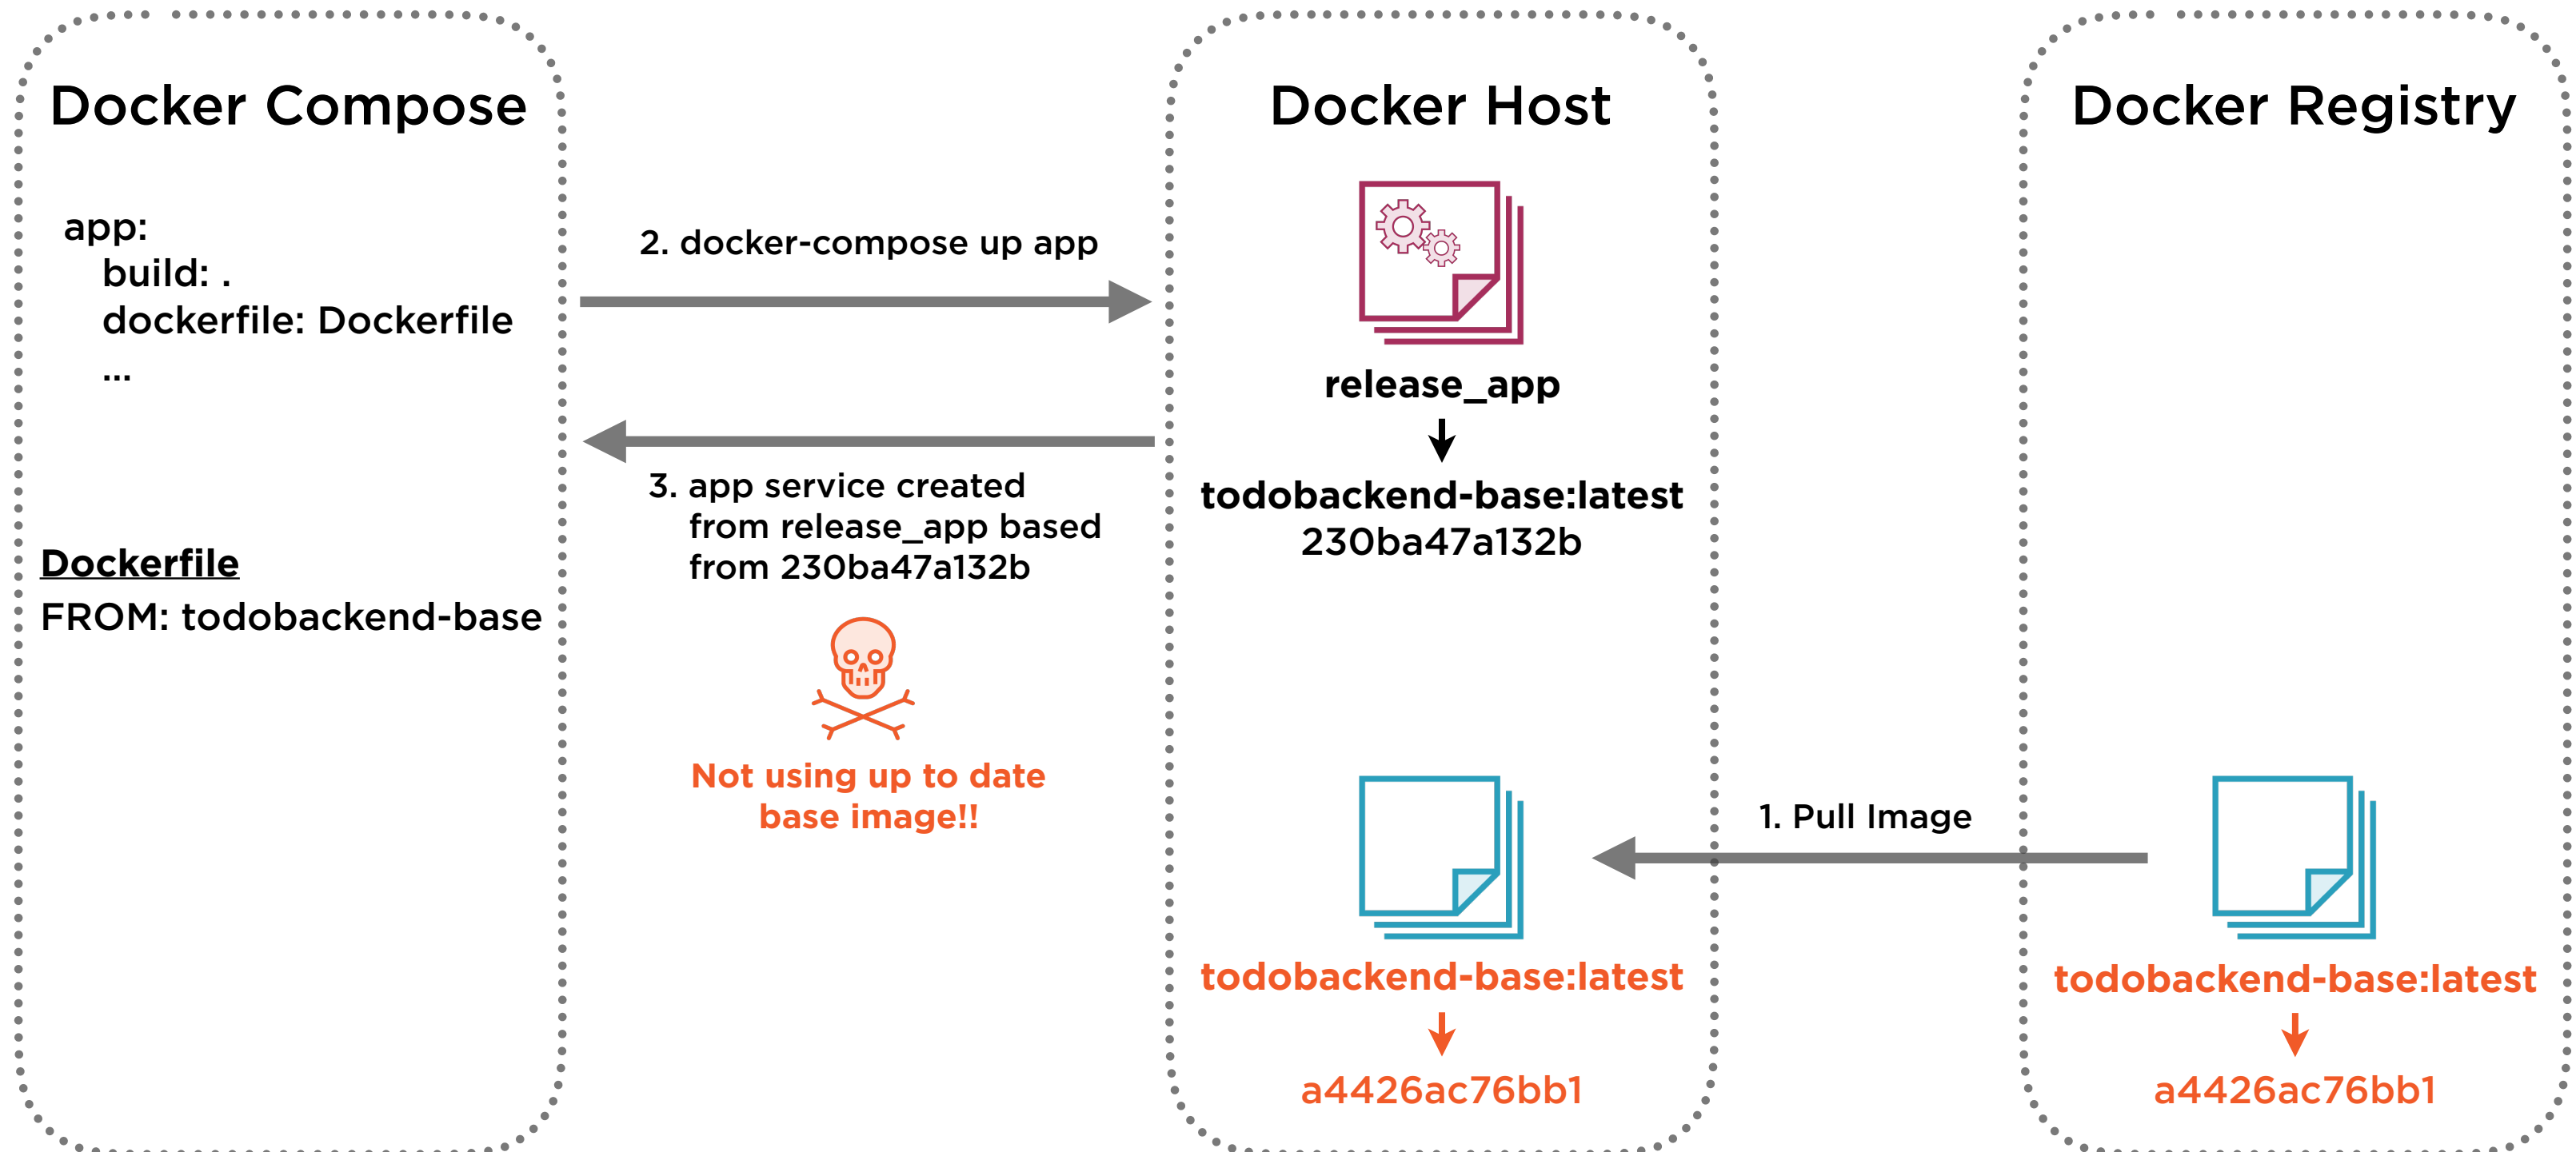 Docker Compose
app:
build: .
dockerfile: Dockerfile
...
Dockerfile
FROM: todobackend-base
2. docker-compose up app
3. app service created
from release_app based
from 230ba47a132b
Not using up to date
base image!!
Docker Host
release_app
todobackend-base:latest
230ba47a132b
todobackend-base:latest
a4426ac76bb1
1. Pull Image
Docker Registry
todobackend-base:latest
a4426ac76bb1